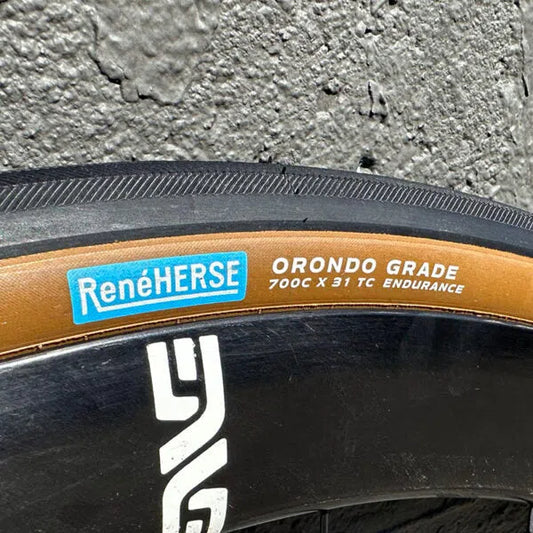 RenéHERSE
ORONDO GRADE
700C X 31 TC ENDURANCE